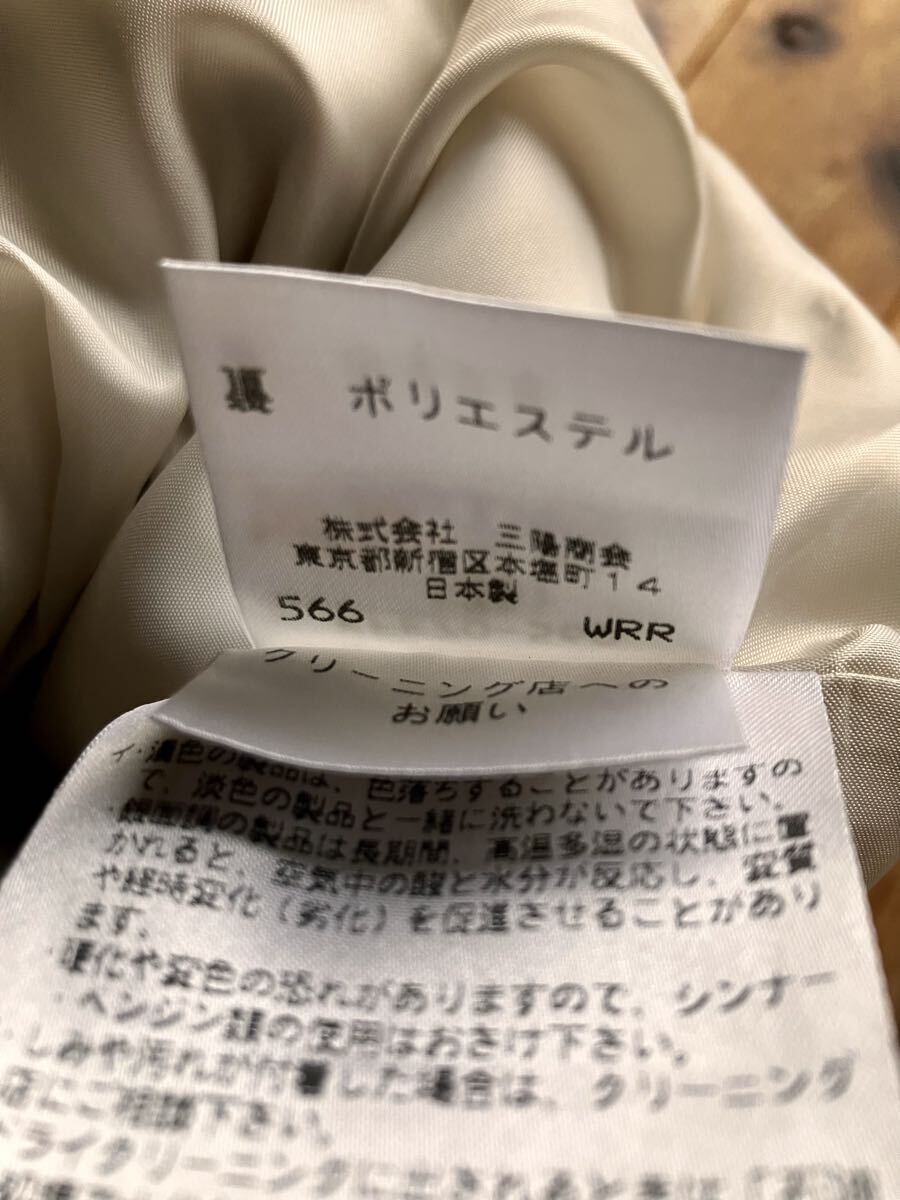 裏 ポリエステル
株式会社 三陽商会
東京都新宿区本塩町14
日本製
566 WRR
クリーニング店への
お願い
濃色の製品は、色落ちすることがありますの
で、淡色の製品と一緒に洗わないで下さい。
の製品は長期間、高温多湿の状態に置
かれると、空気中の酸と水分が反応し、変質
や経時変化(劣化)を促進させることがあり
ます。
硬化や変色の恐れがありますので、シンナー
・ベンジン類の使用はおさけ下さい。
しみや汚れが付着した場合は、クリーニング
店にご相談下さい。
ドライクリーニングに出されるときは